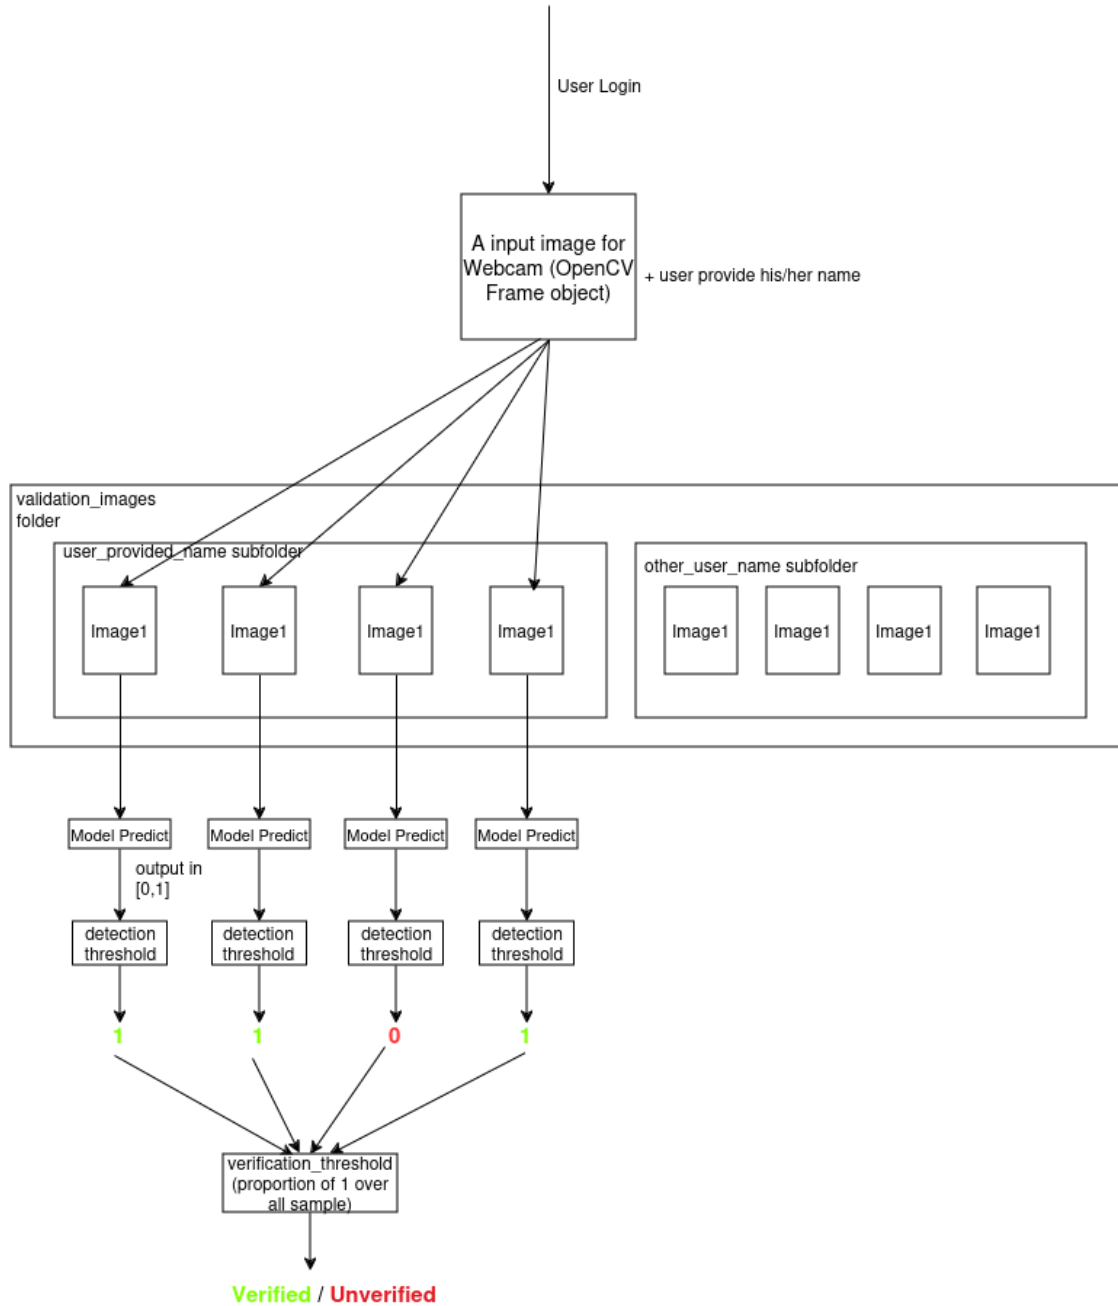 User Login
A input image for
Webcam (OpenCV
Frame object)
+ user provide his/her name
validation_images
folder
user_provided_name subfolder
other_user_name subfolder
Image1
Image1
Image1
Image1
Image1
Image1
Image1
Image1
Model Predict
Model Predict
Model Predict
Model Predict
output in
[0,1]
detection
threshold
detection
threshold
detection
threshold
detection
threshold
1
1
0
1
verification_threshold
(proportion of 1 over
all sample)
Verified / Unverified